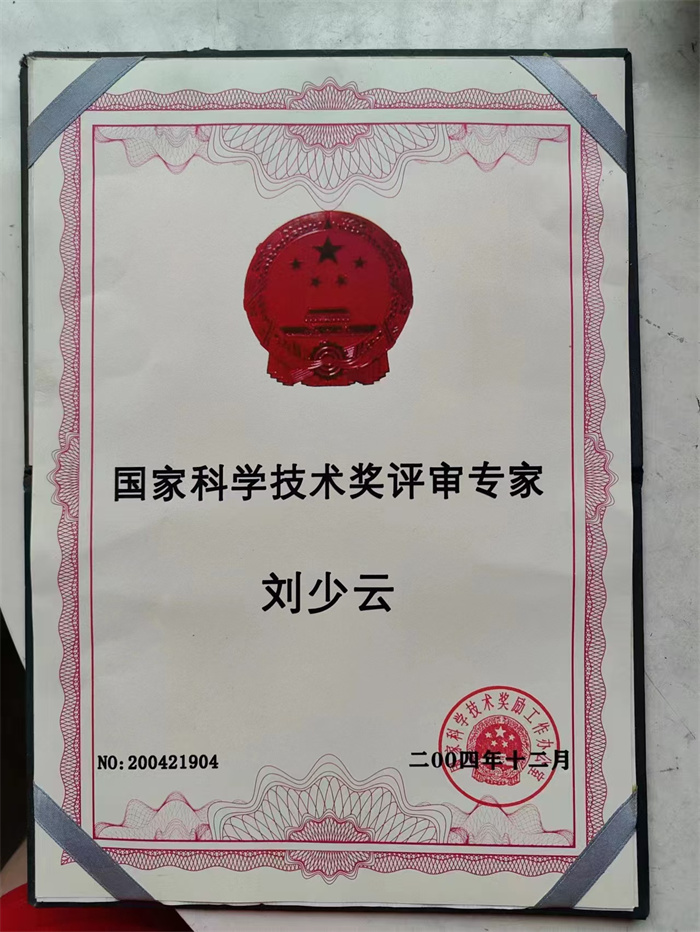 国家科学技术奖评审专家
刘少云
国家科学技术奖励工作办公室
NO:200421904
二00四年十二月